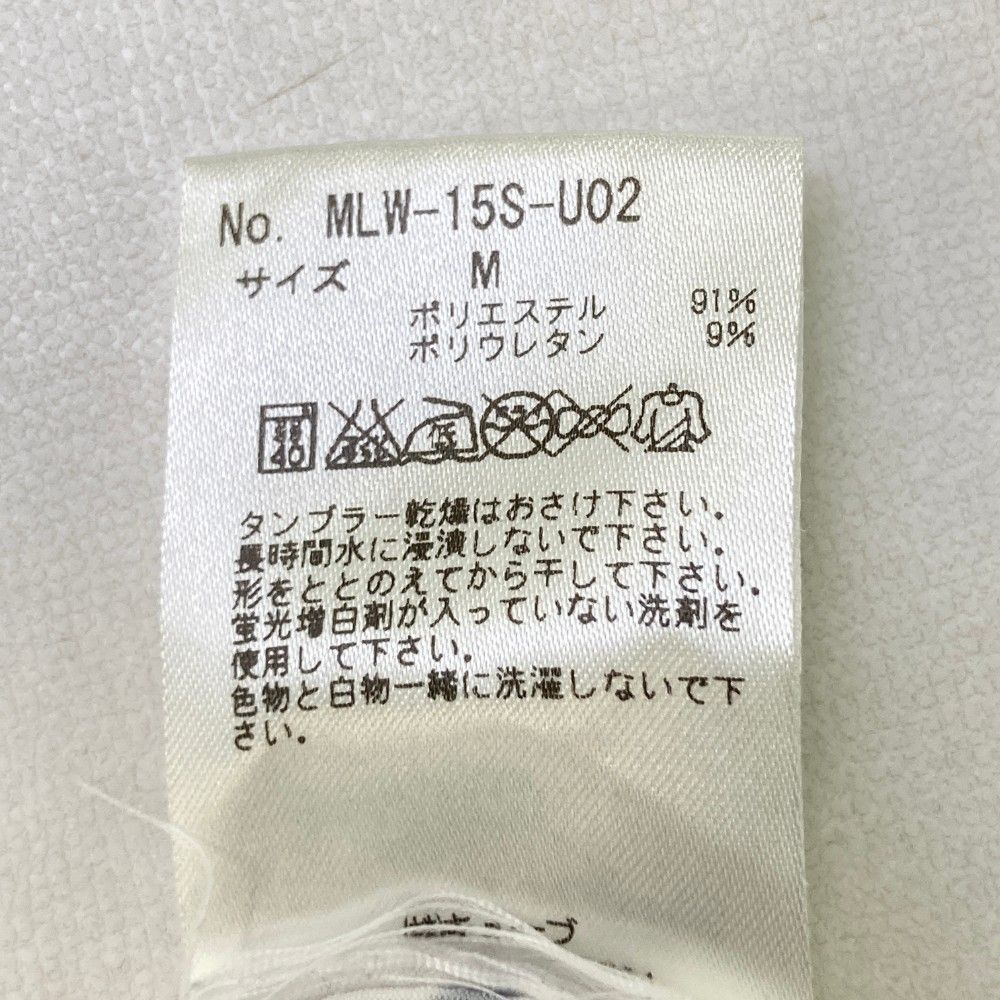 No. MLW-15S-U02
サイズ M
ポリエステル 91%
ポリウレタン 9%
40
タンブラー乾燥はおさけ下さい.
長時間水に浸漬しないで下さい.
形をととのえてから干して下さい.
蛍光増白剤が入っていない洗剤を
使用して下さい.
色物と白物一緒に洗濯しないで下
さい.